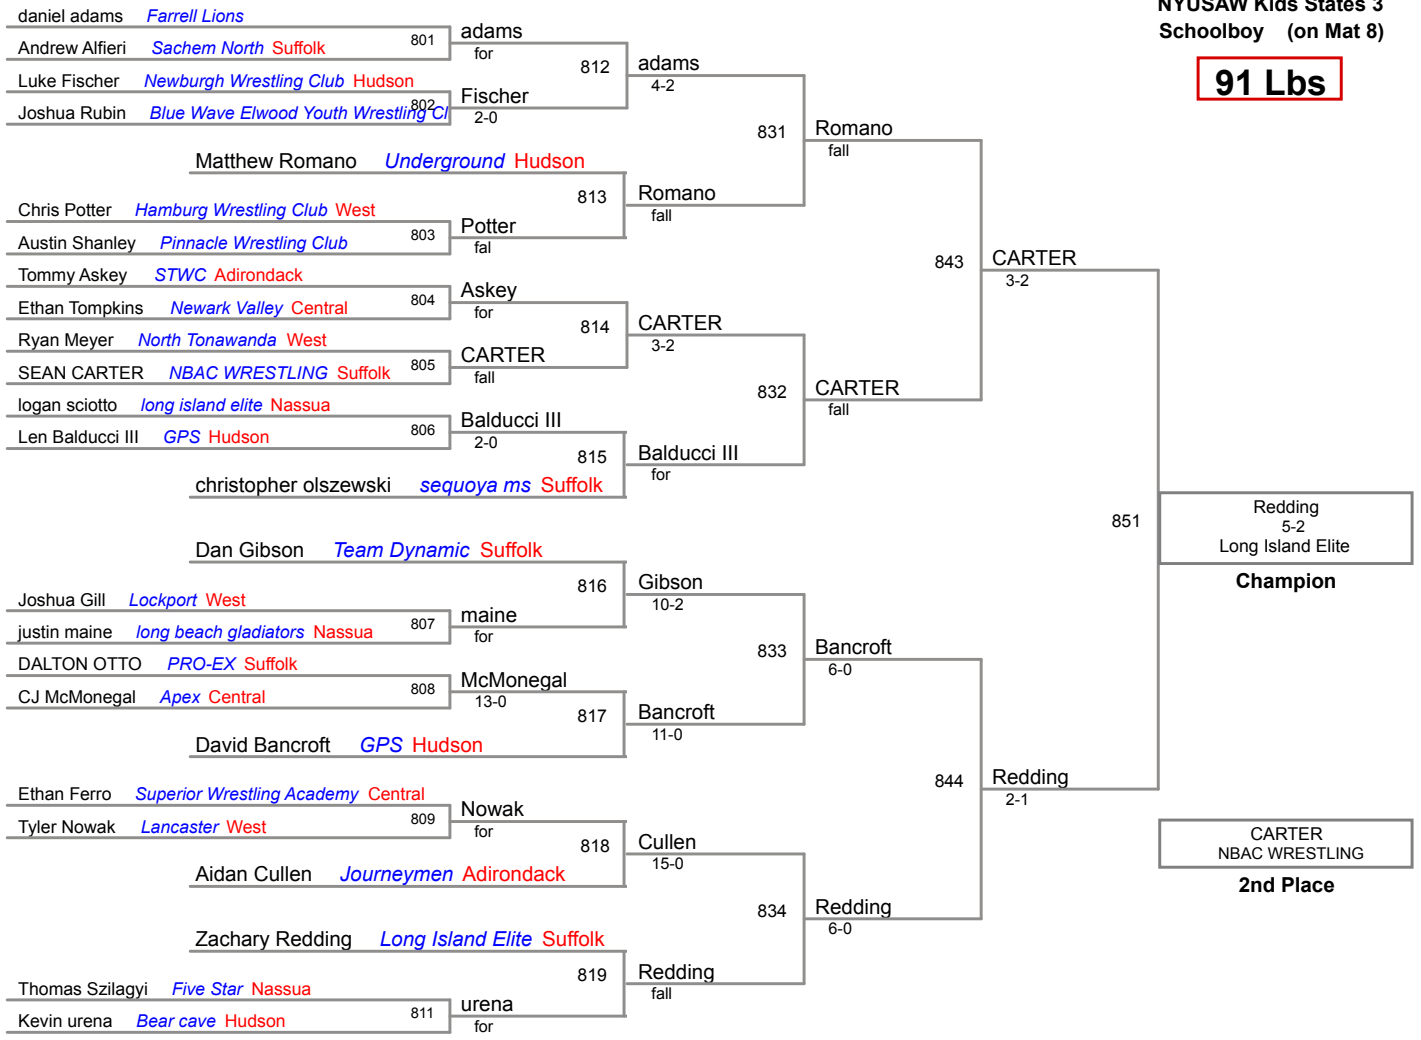 NYUSAW Kids States 3
Schoolboy (on Mat 8)
91 Lbs
daniel adams Farrell Lions
801
adams
for
Andrew Alfieri Sachem North Suffolk
812
adams
4-2
Luke Fischer Newburgh Wrestling Club Hudson
802
Fischer
2-0
Joshua Rubin Blue Wave Elwood Youth Wrestling Cl
831
Romano
fall
Matthew Romano Underground Hudson
813
Romano
fall
Chris Potter Hamburg Wrestling Club West
803
Potter
fal
Austin Shanley Pinnacle Wrestling Club
843
CARTER
3-2
Tommy Askey STWC Adirondack
804
Askey
for
Ethan Tompkins Newark Valley Central
814
CARTER
3-2
Ryan Meyer North Tonawanda West
805
CARTER
fall
SEAN CARTER NBAC WRESTLING Suffolk
832
CARTER
fall
logan sciotto long island elite Nassua
806
Balducci III
2-0
Len Balducci III GPS Hudson
815
Balducci III
for
christopher olszewski sequoya ms Suffolk
851
Redding
5-2
Long Island Elite
Champion
Dan Gibson Team Dynamic Suffolk
816
Gibson
10-2
Joshua Gill Lockport West
807
maine
for
justin maine long beach gladiators Nassua
833
Bancroft
6-0
DALTON OTTO PRO-EX Suffolk
808
McMonegal
13-0
CJ McMonegal Apex Central
817
Bancroft
11-0
David Bancroft GPS Hudson
844
Redding
2-1
Ethan Ferro Superior Wrestling Academy Central
809
Nowak
for
Tyler Nowak Lancaster West
818
Cullen
15-0
CARTER
NBAC WRESTLING
2nd Place
Aidan Cullen Journeymen Adirondack
834
Redding
6-0
Zachary Redding Long Island Elite Suffolk
819
Redding
fall
Thomas Szilagyi Five Star Nassua
811
urena
for
Kevin urena Bear cave Hudson